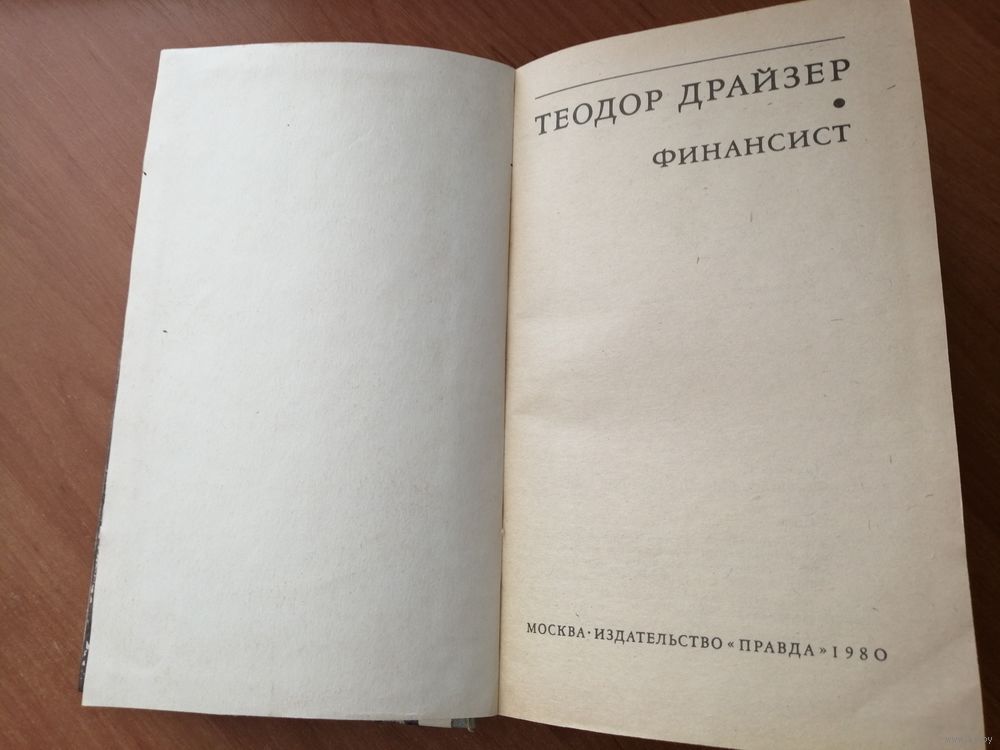 ТЕОДОР ДРАЙЗЕР
•
ФИНАНСИСТ
МОСКВА·ИЗДАТЕЛЬСТВО «ПРАВДА» 1980